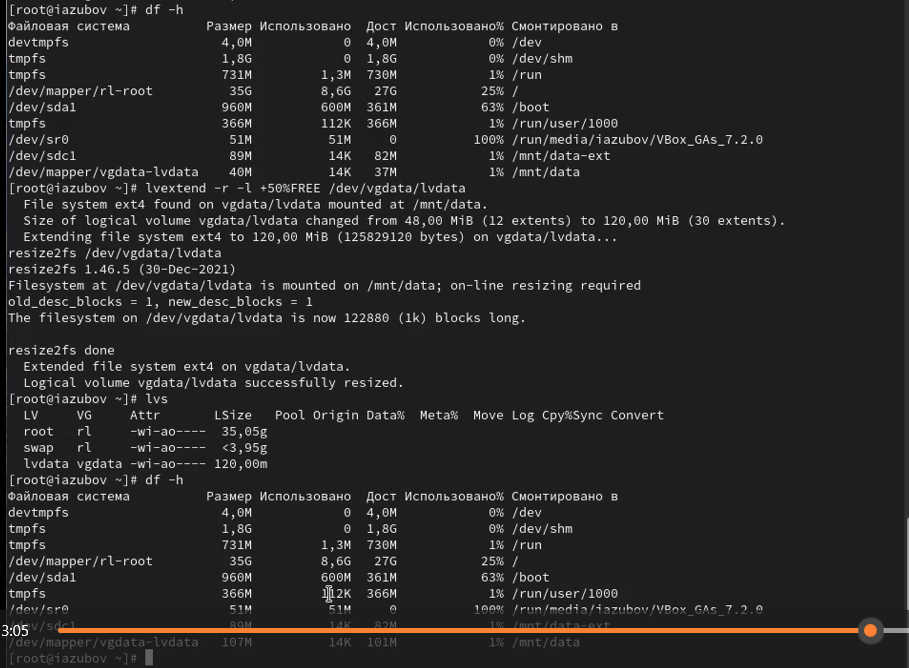 [root@iazubov ~]# df -h
Файловая система Размер Использовано Дост Использовано% Смонтировано в
devtmpfs 4,0M 0 4,0M 0% /dev
tmpfs 1,8G 0 1,8G 0% /dev/shm
tmpfs 731M 1,3M 730M 1% /run
/dev/mapper/rl-root 35G 8,6G 27G 25% /
/dev/sda1 960M 600M 361M 63% /boot
tmpfs 366M 112K 366M 1% /run/user/1000
/dev/sr0 51M 51M 0 100% /run/media/iazubov/VBox_GAs_7.2.0
/dev/sdc1 89M 14K 82M 1% /mnt/data-ext
/dev/mapper/vgdata-lvdata 40M 14K 37M 1% /mnt/data
[root@iazubov ~]# lvextend -r -l +50%FREE /dev/vgdata/lvdata
File system ext4 found on vgdata/lvdata mounted at /mnt/data.
Size of logical volume vgdata/lvdata changed from 48,00 MiB (12 extents) to 120,00 MiB (30 extents).
Extending file system ext4 to 120,00 MiB (125829120 bytes) on vgdata/lvdata...
resize2fs /dev/vgdata/lvdata
resize2fs 1.46.5 (30-Dec-2021)
Filesystem at /dev/vgdata/lvdata is mounted on /mnt/data; on-line resizing required
old_desc_blocks = 1, new_desc_blocks = 1
The filesystem on /dev/vgdata/lvdata is now 122880 (1k) blocks long.
resize2fs done
Extended file system ext4 on vgdata/lvdata.
Logical volume vgdata/lvdata successfully resized.
[root@iazubov ~]# lvs
LV VG Attr LSize Pool Origin Data% Meta% Move Log Cpy%Sync Convert
root rl -wi-ao---- 35,05g
swap rl -wi-ao---- <3,95g
lvdata vgdata -wi-ao---- 120,00m
[root@iazubov ~]# df -h
Файловая система Размер Использовано Дост Использовано% Смонтировано в
devtmpfs 4,0M 0 4,0M 0% /dev
tmpfs 1,8G 0 1,8G 0% /dev/shm
tmpfs 731M 1,3M 730M 1% /run
/dev/mapper/rl-root 35G 8,6G 27G 25% /
/dev/sda1 960M 600M 361M 63% /boot
tmpfs 366M 112K 366M 1% /run/user/1000
/dev/sr0 51M 51M 0 100% /run/media/iazubov/VBox_GAs_7.2.0
3:05
/dev/sdc1 89M 14K 82M 1% /mnt/data-ext
/dev/mapper/vgdata-lvdata 107M 14K 101M 1% /mnt/data
[root@iazubov ~]#